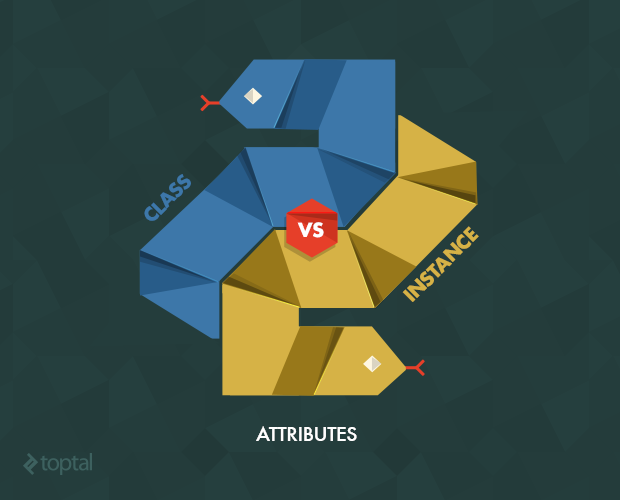 CLASS
VS
INSTANCE
ATTRIBUTES
toptal